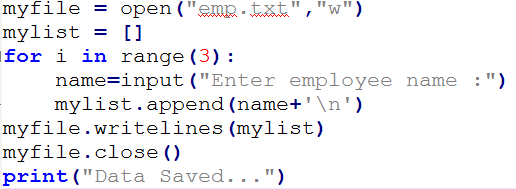 myfile = open("emp.txt","w")
mylist = []
for i in range(3):
    name=input("Enter employee name :")
    mylist.append(name+'\n')
myfile.writelines(mylist)
myfile.close()
print("Data Saved...")